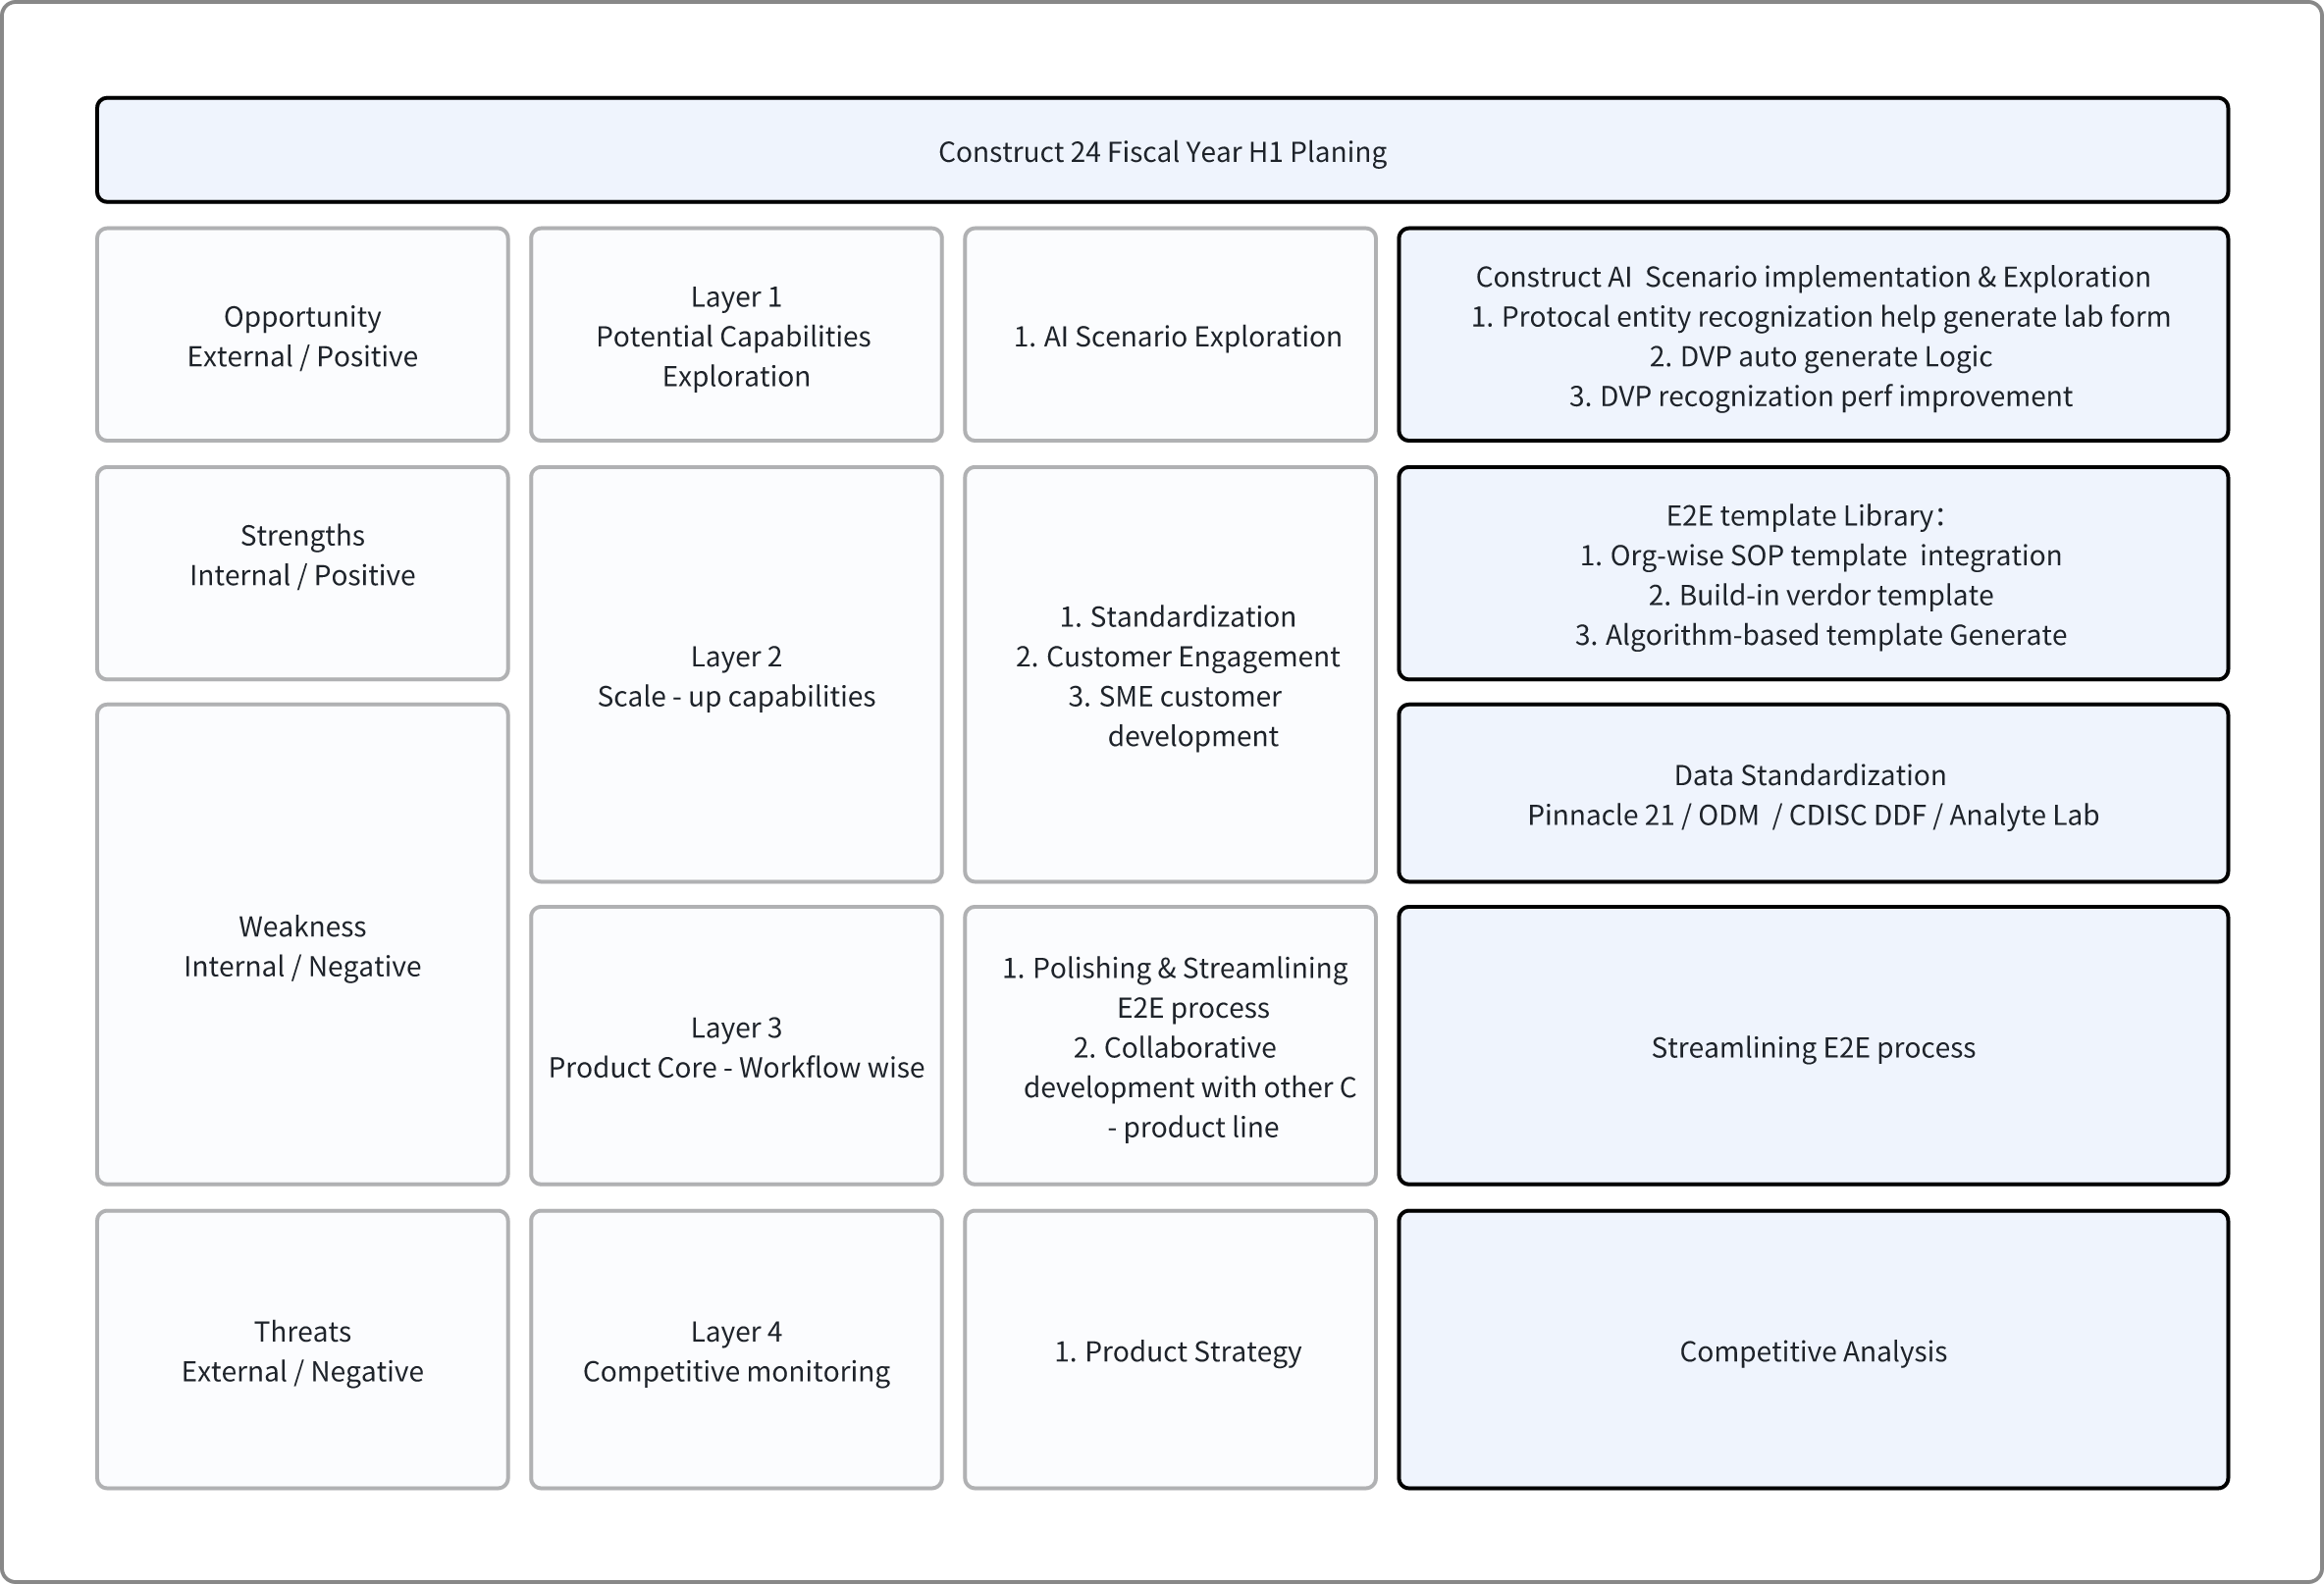 Construct 24 Fiscal Year H1 Planing
Opportunity
External / Positive
Layer 1
Potential Capabilities
Exploration
1. AI Scenario Exploration
Construct AI  Scenario implementation & Exploration
1. Protocal entity recognization help generate lab form
2. DVP auto generate Logic
3. DVP recognization perf improvement
Strengths
Internal / Positive
Layer 2
Scale - up capabilities
1. Standardization
2. Customer Engagement
3. SME customer
development
E2E template Library：
1. Org-wise SOP template  integration
2. Build-in verdor template
3. Algorithm-based template Generate
Data Standardization
Pinnacle 21 / ODM  / CDISC DDF / Analyte Lab
Weakness
Internal / Negative
Layer 3
Product Core - Workflow wise
1. Polishing & Streamlining
E2E process
2. Collaborative
development with other C
- product line
Streamlining E2E process
Threats
External / Negative
Layer 4
Competitive monitoring
1. Product Strategy
Competitive Analysis